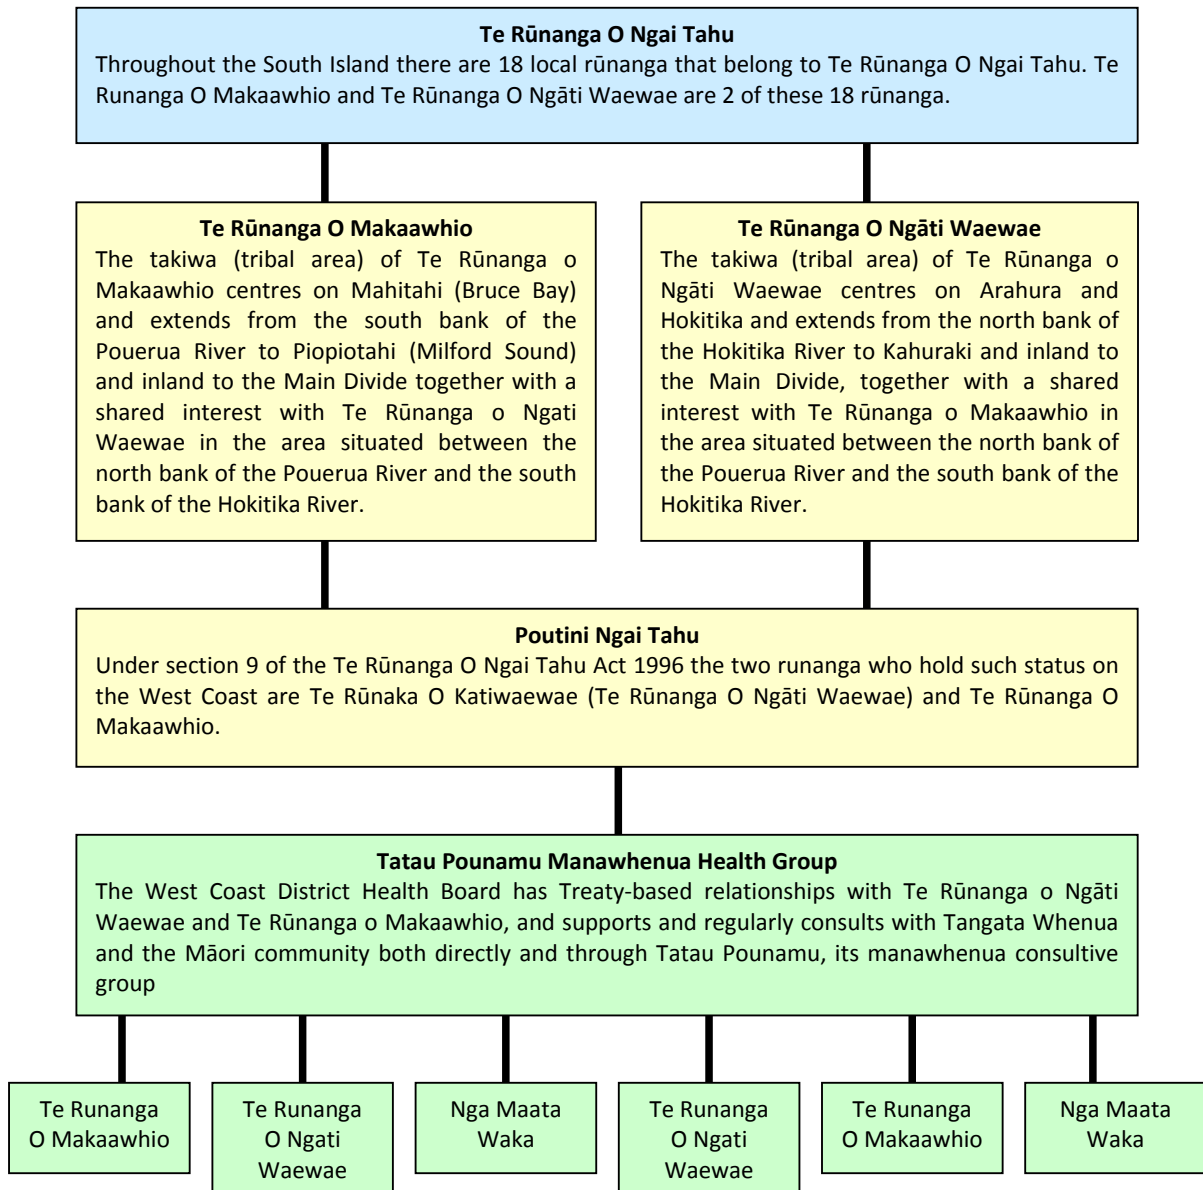 Te Rūnanga O Ngai Tahu
Throughout the South Island there are 18 local rūnanga that belong to Te Rūnanga O Ngai Tahu. Te
Runanga O Makaawhio and Te Rūnanga O Ngāti Waewae are 2 of these 18 rūnanga.
Te Rūnanga O Makaawhio
The takiwa (tribal area) of Te Rūnanga o
Makaawhio centres on Mahitahi (Bruce Bay)
and extends from the south bank of the
Pouerua River to Piopiotahi (Milford Sound)
and inland to the Main Divide together with a
shared interest with Te Rūnanga o Ngati
Waewae in the area situated between the
north bank of the Pouerua River and the south
bank of the Hokitika River.
Te Rūnanga O Ngāti Waewae
The takiwa (tribal area) of Te Rūnanga o
Ngāti Waewae centres on Arahura and
Hokitika and extends from the north bank of
the Hokitika River to Kahuraki and inland to
the Main Divide, together with a shared
interest with Te Rūnanga o Makaawhio in
the area situated between the north bank of
the Pouerua River and the south bank of the
Hokitika River.
Poutini Ngai Tahu
Under section 9 of the Te Rūnanga O Ngai Tahu Act 1996 the two runanga who hold such status on
the West Coast are Te Rūnaka O Katiwaewae (Te Rūnanga O Ngāti Waewae) and Te Rūnanga O
Makaawhio.
Tatau Pounamu Manawhenua Health Group
The West Coast District Health Board has Treaty-based relationships with Te Rūnanga o Ngāti
Waewae and Te Rūnanga o Makaawhio, and supports and regularly consults with Tangata Whenua
and the Māori community both directly and through Tatau Pounamu, its manawhenua consultive
group
Te Runanga
O Makaawhio
Te Runanga
O Ngati
Waewae
Nga Maata
Waka
Te Runanga
O Ngati
Waewae
Te Runanga
O Makaawhio
Nga Maata
Waka